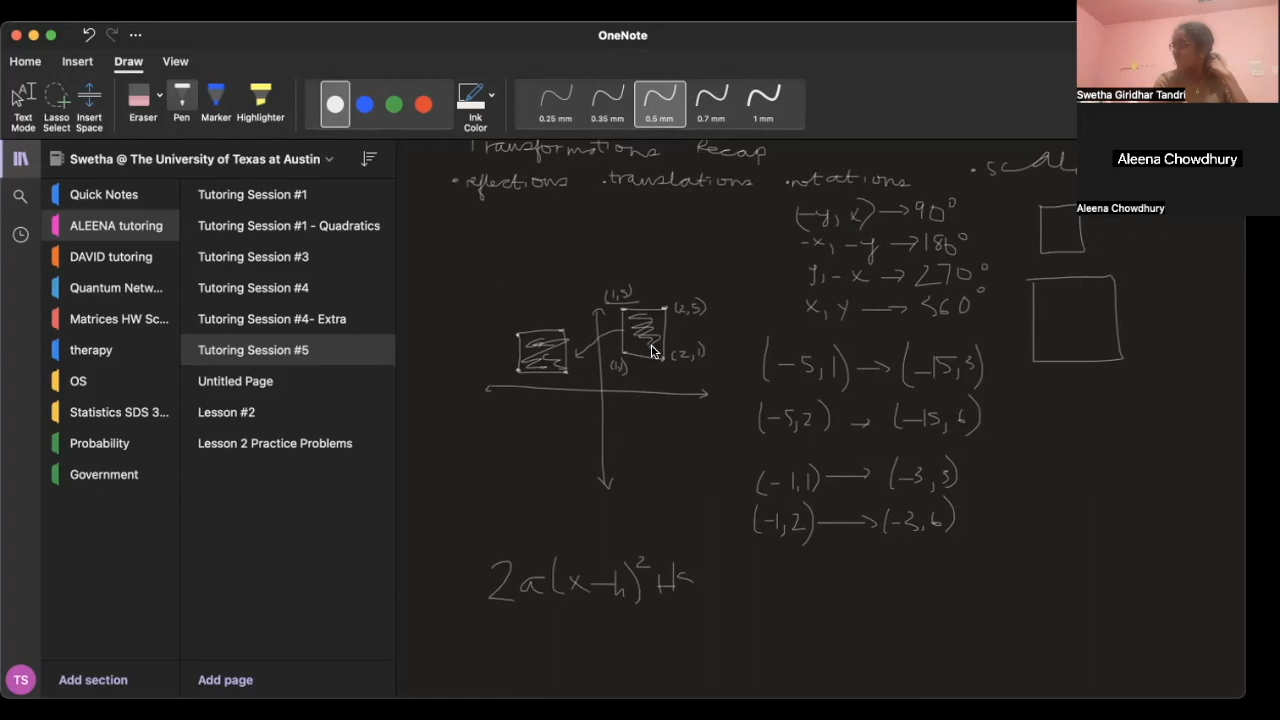 OneNote
Home Insert Draw View
Text Mode Lasso Select Insert Space Eraser Pen Marker Highlighter Ink Color 0.25 mm 0.35 mm 0.5 mm 0.7 mm 1 mm
Swetha Giridhar Tandri
Aleena Chowdhury
Aleena Chowdhury
Swetha @ The University of Texas at Austin
Quick Notes
ALEENA tutoring
DAVID tutoring
Quantum Netw...
Matrices HW Sc...
therapy
OS
Statistics SDS 3...
Probability
Government
Add section
TS
Tutoring Session #1
Tutoring Session #1 - Quadratics
Tutoring Session #3
Tutoring Session #4
Tutoring Session #4- Extra
Tutoring Session #5
Untitled Page
Lesson #2
Lesson 2 Practice Problems
Add page
Transformations Recap
• reflections • translations • rotations
(-y, x) → 90°
-x, -y → 180°
y, -x → 270°
x, y → 360°
(1,5) (2,5)
(1,1) (2,1)
(-5,1) → (-15,3)
(-5,2) → (-15,6)
(-1,1) → (-3,3)
(-1,2) → (-3,6)
2a(x-h)²+k